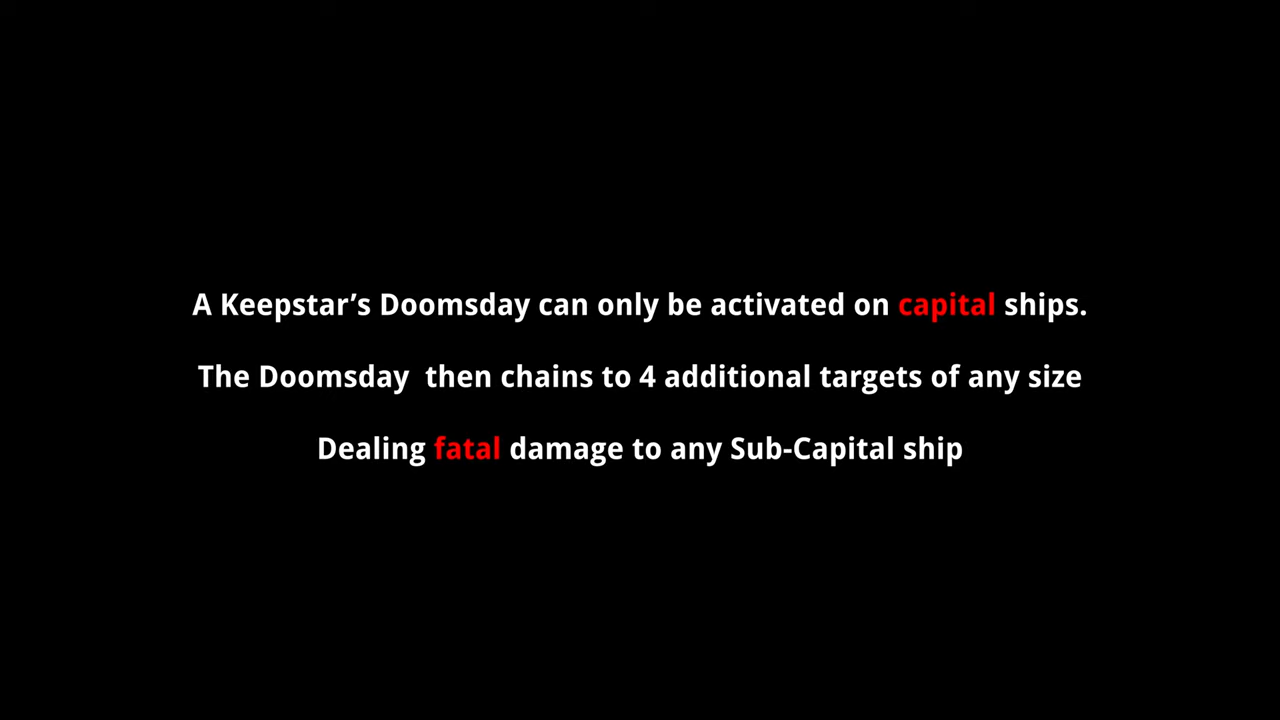 A Keepstar’s Doomsday can only be activated on capital ships.
The Doomsday  then chains to 4 additional targets of any size
Dealing fatal damage to any Sub-Capital ship